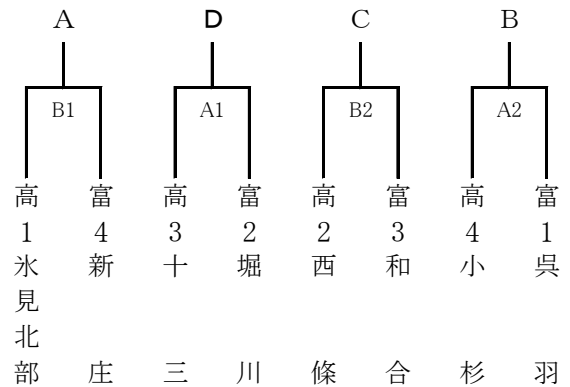 A D C B
B1 A1 B2 A2
高 富 高 富 高 富 高 富
1 4 3 2 2 3 4 1
氷見北部 新庄 十三 堀川 西條 和合 小杉 呉羽